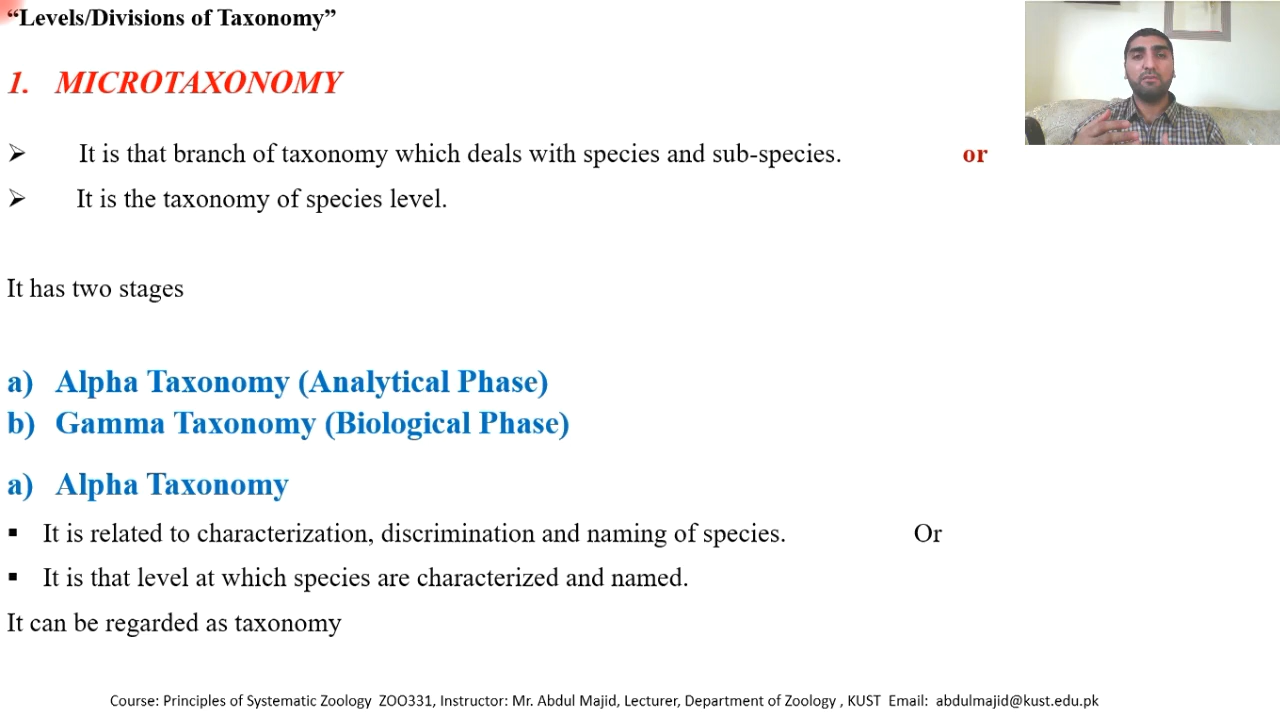 “Levels/Divisions of Taxonomy”
1. MICROTAXONOMY
➢ It is that branch of taxonomy which deals with species and sub-species. or
➢ It is the taxonomy of species level.
It has two stages
a) Alpha Taxonomy (Analytical Phase)
b) Gamma Taxonomy (Biological Phase)
a) Alpha Taxonomy
▪ It is related to characterization, discrimination and naming of species. Or
▪ It is that level at which species are characterized and named.
It can be regarded as taxonomy
Course: Principles of Systematic Zoology ZOO331, Instructor: Mr. Abdul Majid, Lecturer, Department of Zoology , KUST Email: abdulmajid@kust.edu.pk